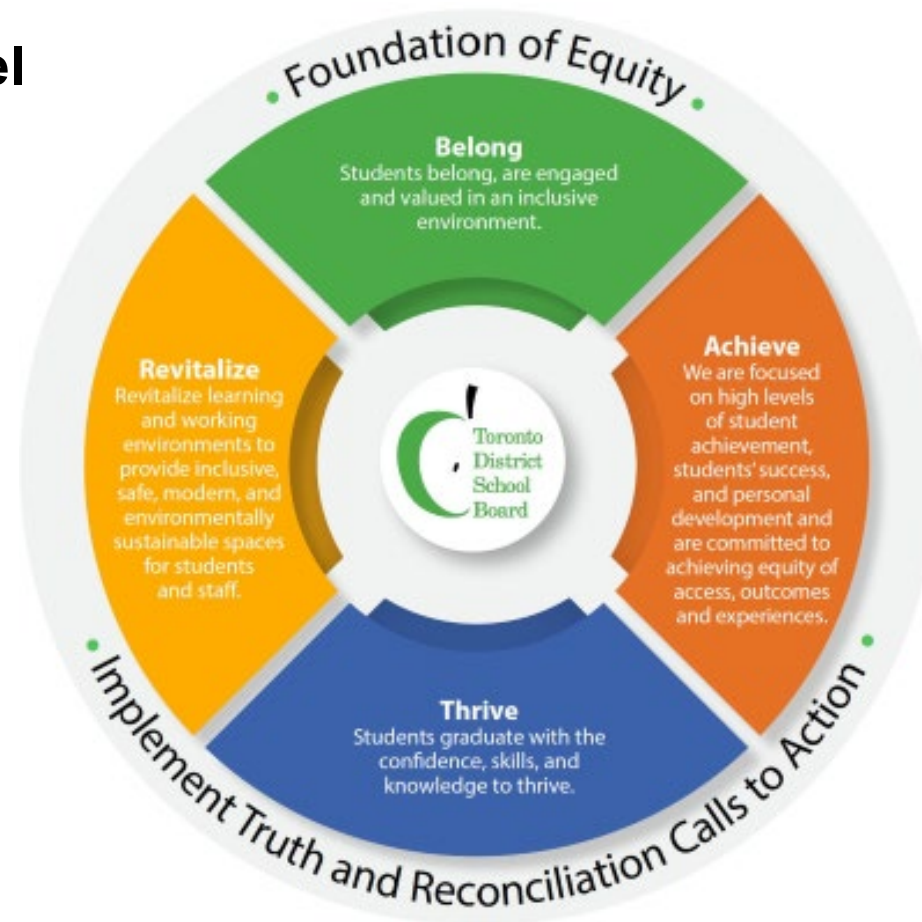 el
• Foundation of Equity •
Belong
Students belong, are engaged
and valued in an inclusive
environment.
Achieve
We are focused
on high levels
of student
achievement,
students' success,
and personal
development and
are committed to
achieving equity of
access, outcomes
and experiences.
Revitalize
Revitalize learning
and working
environments to
provide inclusive,
safe, modern, and
environmentally
sustainable spaces
for students
and staff.
Toronto
District
School
Board
Thrive
Students graduate with the
confidence, skills, and
knowledge to thrive.
• Implement Truth and Reconciliation Calls to Action •